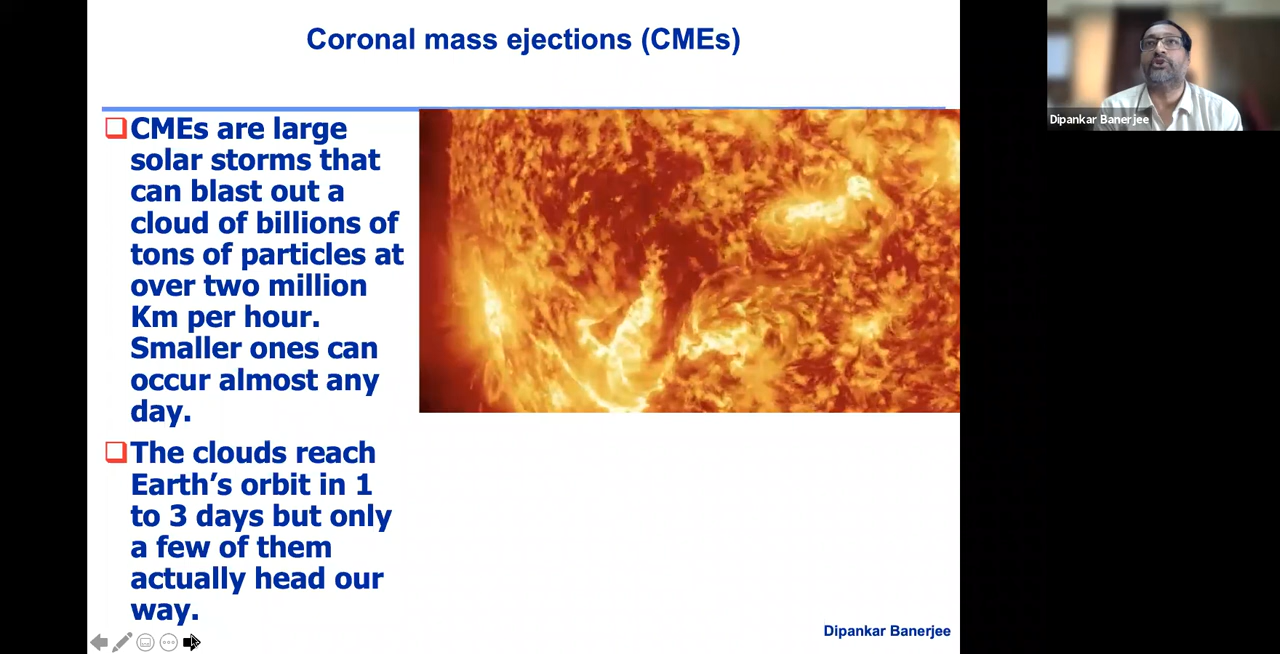 Coronal mass ejections (CMEs)
CMEs are large
solar storms that
can blast out a
cloud of billions of
tons of particles at
over two million
Km per hour.
Smaller ones can
occur almost any
day.
The clouds reach
Earth’s orbit in 1
to 3 days but only
a few of them
actually head our
way.
Dipankar Banerjee
Dipankar Banerjee